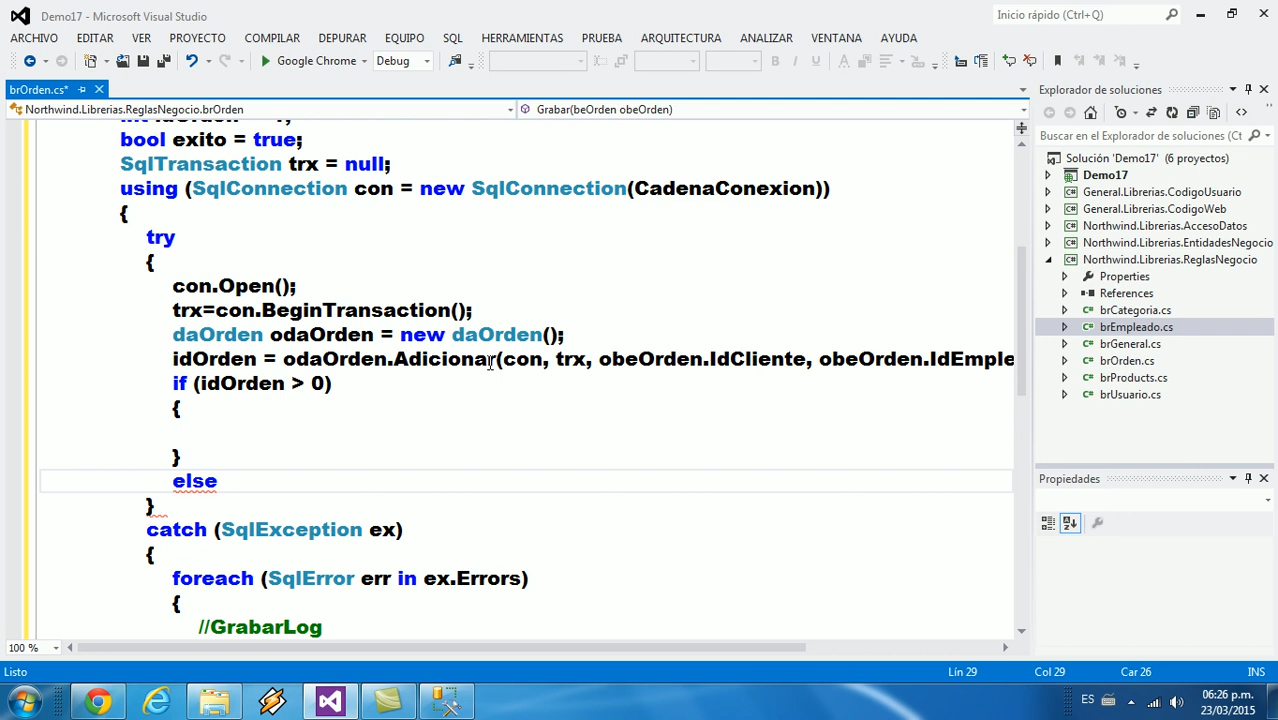 Demo17 - Microsoft Visual Studio
Inicio rápido (Ctrl+Q)
ARCHIVO EDITAR VER PROYECTO COMPILAR DEPURAR EQUIPO SQL HERRAMIENTAS PRUEBA ARQUITECTURA ANALIZAR VENTANA AYUDA
Google Chrome Debug
brOrden.cs*
Northwind.Librerias.ReglasNegocio.brOrden
Grabar(beOrden obeOrden)
bool exito = true;
SqlTransaction trx = null;
using (SqlConnection con = new SqlConnection(CadenaConexion))
{
try
{
con.Open();
trx=con.BeginTransaction();
daOrden odaOrden = new daOrden();
idOrden = odaOrden.Adicionar(con, trx, obeOrden.IdCliente, obeOrden.IdEmple
if (idOrden > 0)
{
}
else
}
catch (SqlException ex)
{
foreach (SqlError err in ex.Errors)
{
//GrabarLog
100 %
Explorador de soluciones
Buscar en el Explorador de soluciones (Ct
Solución 'Demo17' (6 proyectos)
Demo17
General.Librerias.CodigoUsuario
General.Librerias.CodigoWeb
Northwind.Librerias.AccesoDatos
Northwind.Librerias.EntidadesNegocio
Northwind.Librerias.ReglasNegocio
Properties
References
brCategoria.cs
brEmpleado.cs
brGeneral.cs
brOrden.cs
brProducts.cs
brUsuario.cs
Propiedades
Listo
Lín 29 Col 29 Car 26 INS
ES
06:26 p.m.
23/03/2015